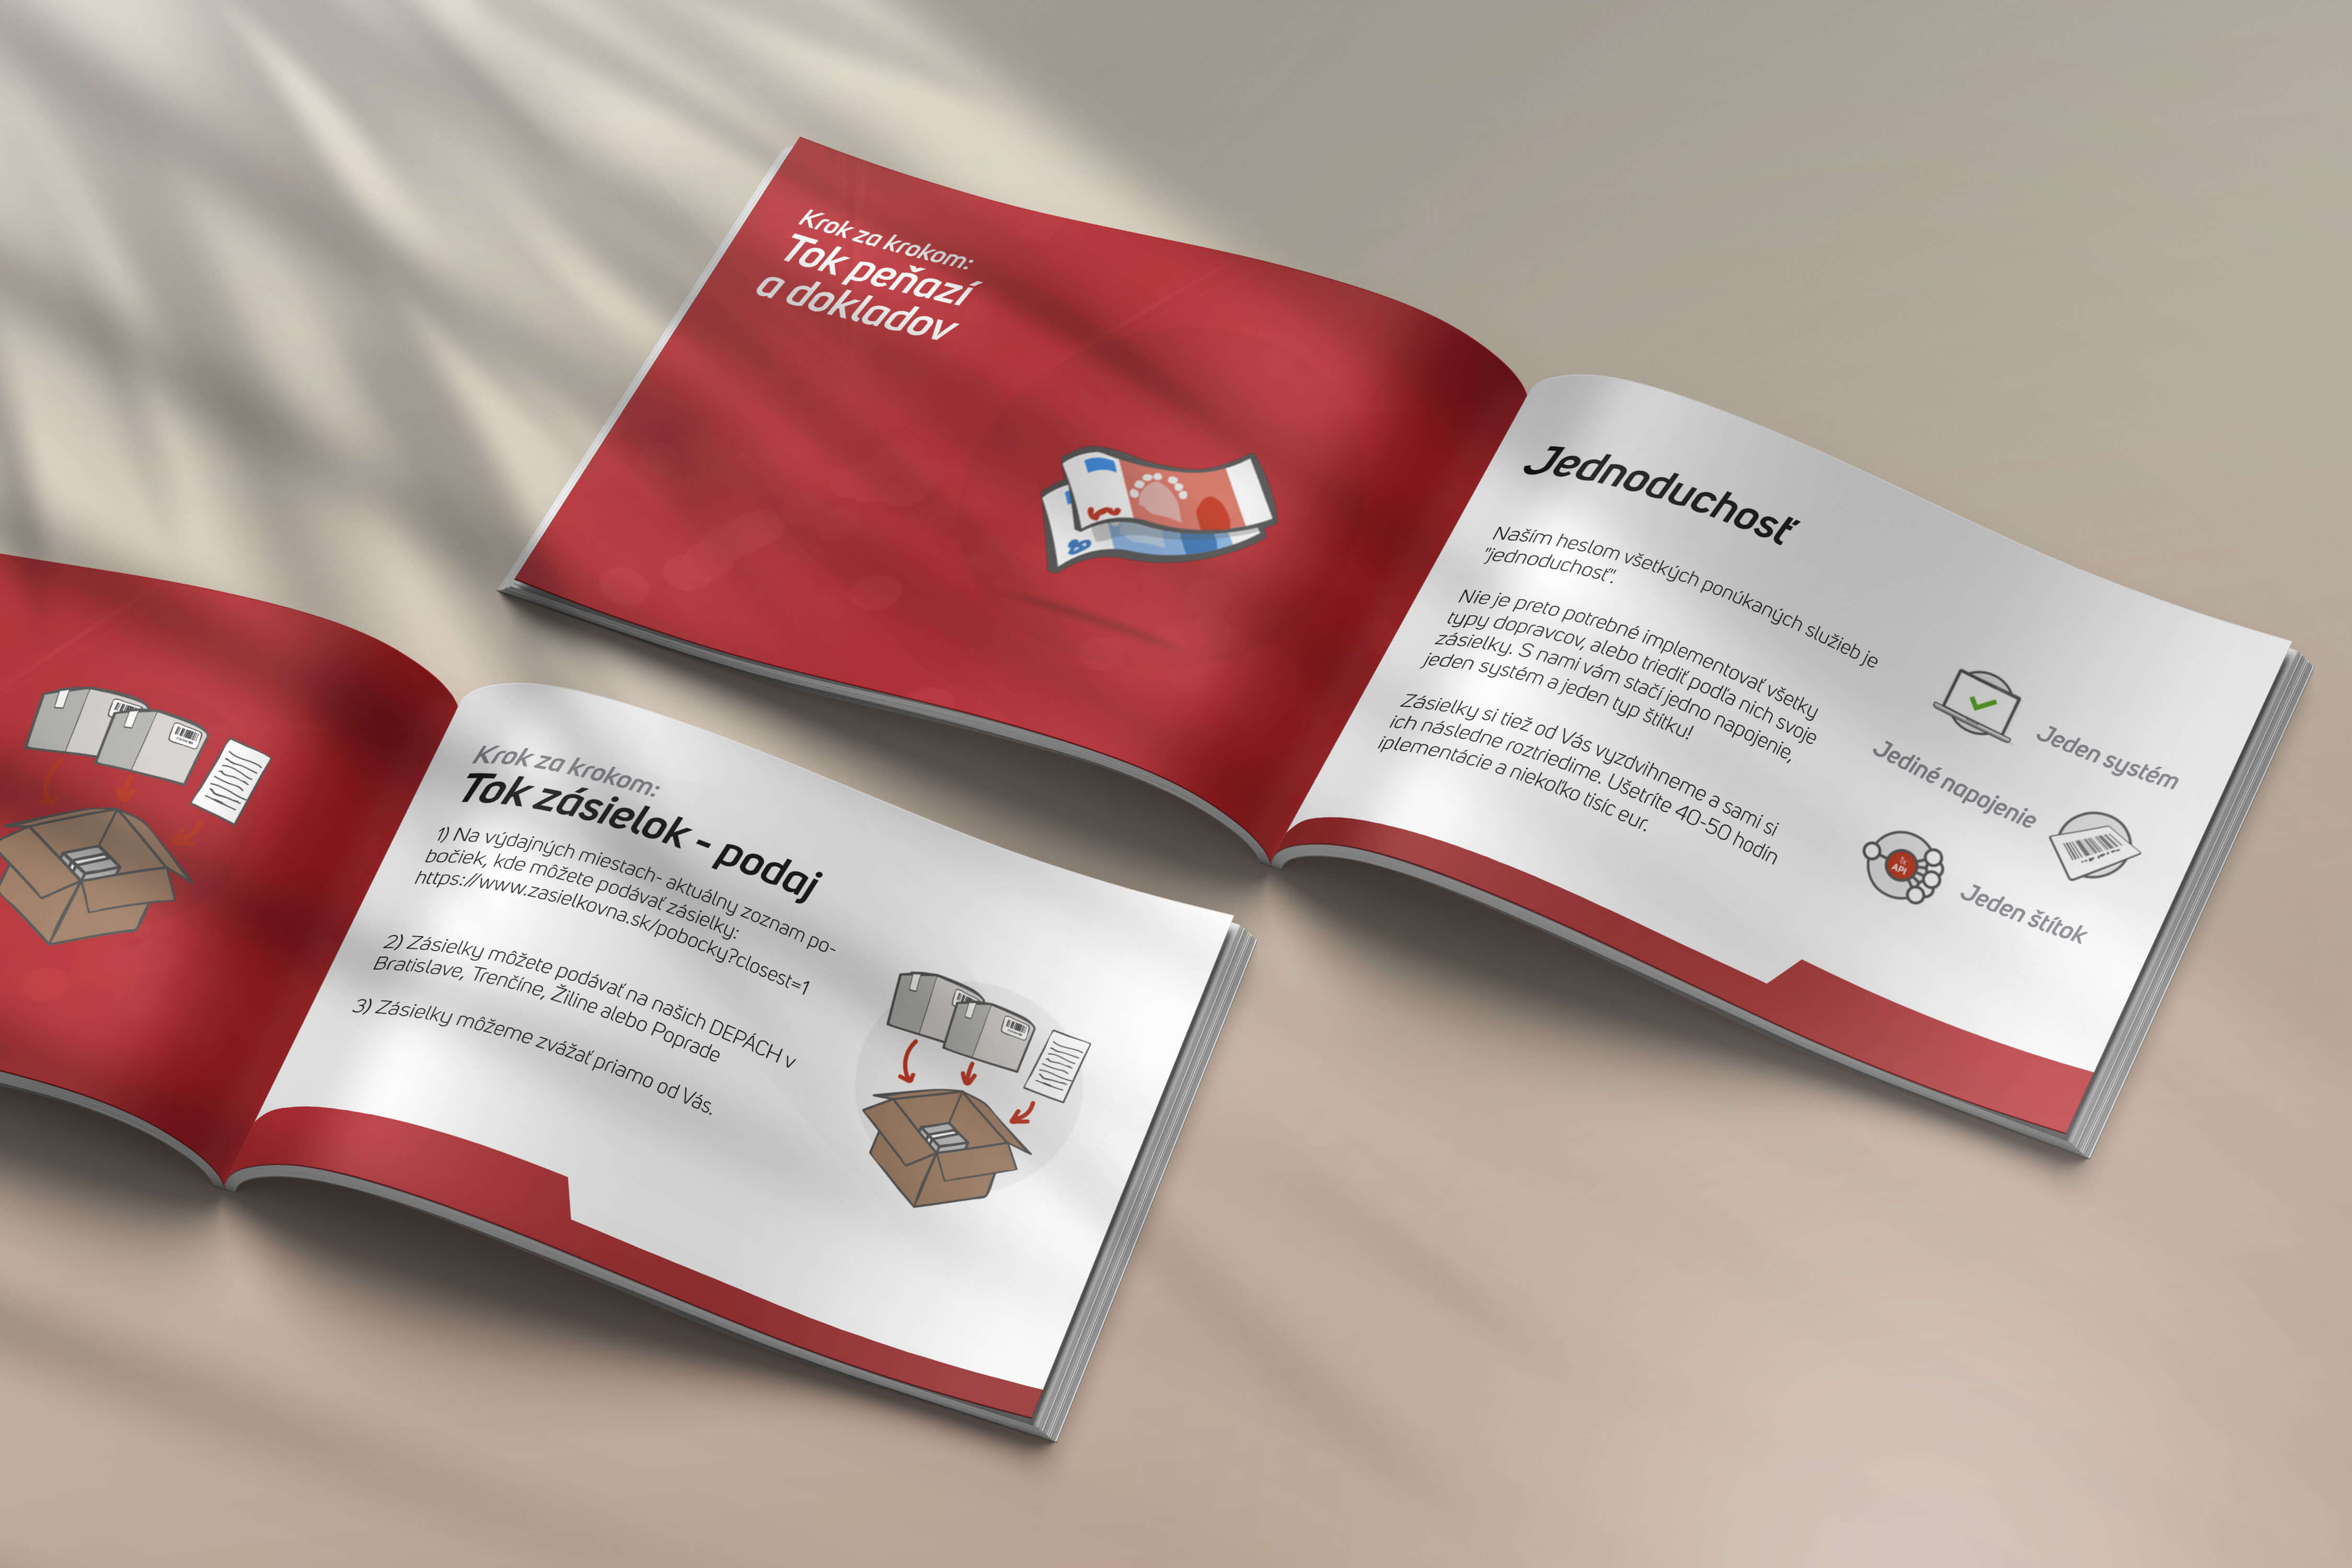 Krok za krokom:
Tok peňazí
a dokladov
Jednoduchosť
Naším heslom všetkých ponúkaných služieb je
"jednoduchosť".
Nie je preto potrebné implementovať všetky
typy dopravcov, alebo triediť podľa nich svoje
zásielky. S nami vám stačí jedno napojenie,
jeden systém a jeden typ štítku!
Zásielky si tiež od Vás vyzdvihneme a sami si
ich následne roztriedime. Ušetríte 40-50 hodín
iplementácie a niekoľko tisíc eur.
Jeden systém
Jediné napojenie
1x
API
Jeden štítok
Krok za krokom:
Tok zásielok - podaj
1) Na výdajných miestach- aktuálny zoznam po-
bočiek, kde môžete podávať zásielky:
https://www.zasielkovna.sk/pobocky?closest=1
2) Zásielky môžete podávať na našich DEPÁCH v
Bratislave, Trenčíne, Žiline alebo Poprade
3) Zásielky môžeme zvážať priamo od Vás.